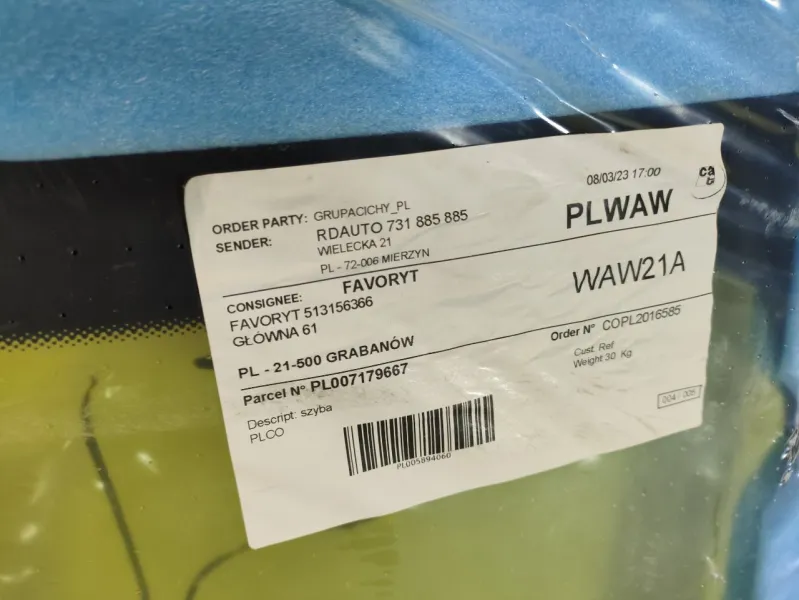 08/03/23 17:00
cat
ORDER PARTY: GRUPACICHY_PL
SENDER: RDAUTO 731 885 885
WIELECKA 21
PL - 72-006 MIERZYN
PLWAW
CONSIGNEE: FAVORYT
FAVORYT 513156366
GŁÓWNA 61
WAW21A
PL - 21-500 GRABANÓW
Order N° COPL2016585
Parcel N° PL007179667
Cust. Ref
Weight 30 Kg
Descript: szyba
PLCO
004 / 005
PL005894060